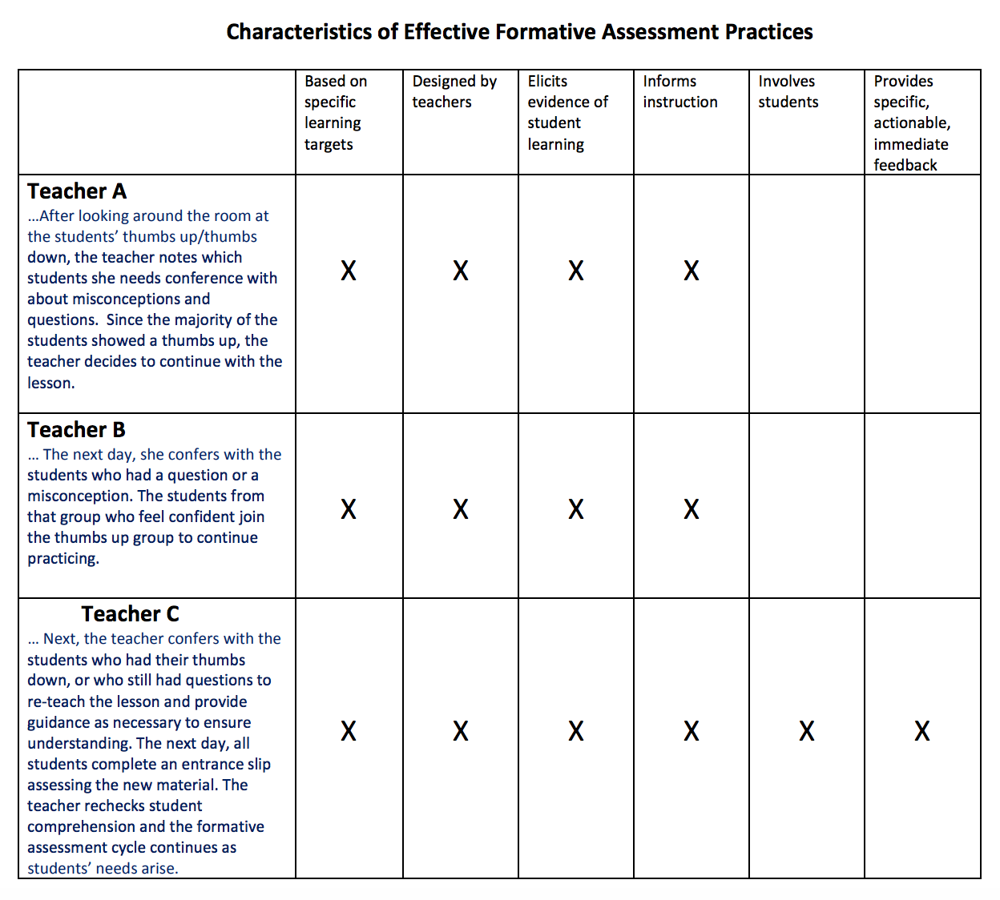 Characteristics of Effective Formative Assessment Practices
Based on
specific
learning
targets
Designed by
teachers
Elicits
evidence of
student
learning
Informs
instruction
Involves
students
Provides
specific,
actionable,
immediate
feedback
Teacher A
…After looking around the room at
the students’ thumbs up/thumbs
down, the teacher notes which
students she needs conference with
about misconceptions and
questions.  Since the majority of the
students showed a thumbs up, the
teacher decides to continue with the
lesson.
X X X X
Teacher B
… The next day, she confers with the
students who had a question or a
misconception. The students from
that group who feel confident join
the thumbs up group to continue
practicing.
X X X X
Teacher C
… Next, the teacher confers with the
students who had their thumbs
down, or who still had questions to
re-teach the lesson and provide
guidance as necessary to ensure
understanding. The next day, all
students complete an entrance slip
assessing the new material. The
teacher rechecks student
comprehension and the formative
assessment cycle continues as
students’ needs arise.
X X X X X X